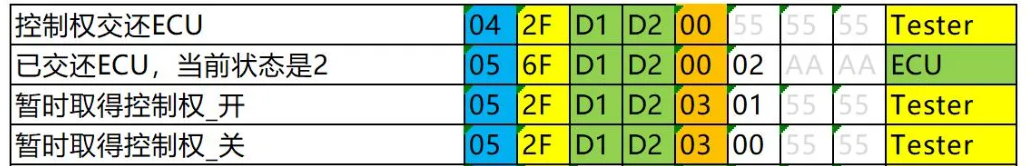 控制权交还ECU 04 2F D1 D2 00 55 55 55 Tester
已交还ECU，当前状态是2 05 6F D1 D2 00 02 AA AA ECU
暂时取得控制权_开 05 2F D1 D2 03 01 55 55 Tester
暂时取得控制权_关 05 2F D1 D2 03 00 55 55 Tester